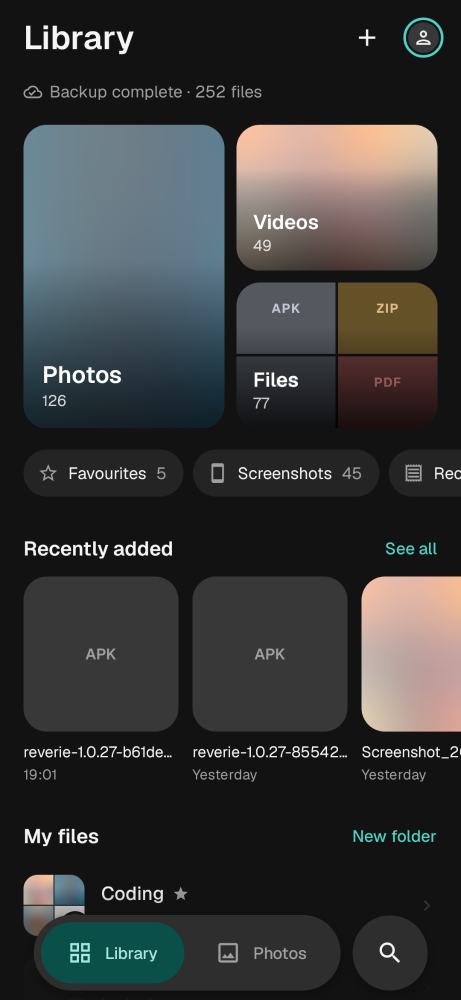 Library
Backup complete · 252 files
Photos
126
Videos
49
APK
ZIP
Files
77
PDF
Favourites 5
Screenshots 45
Rec
Recently added
See all
APK
APK
reverie-1.0.27-b61de...
19:01
reverie-1.0.27-85542...
Yesterday
Screenshot_2
Yesterday
My files
New folder
Coding
Library
Photos